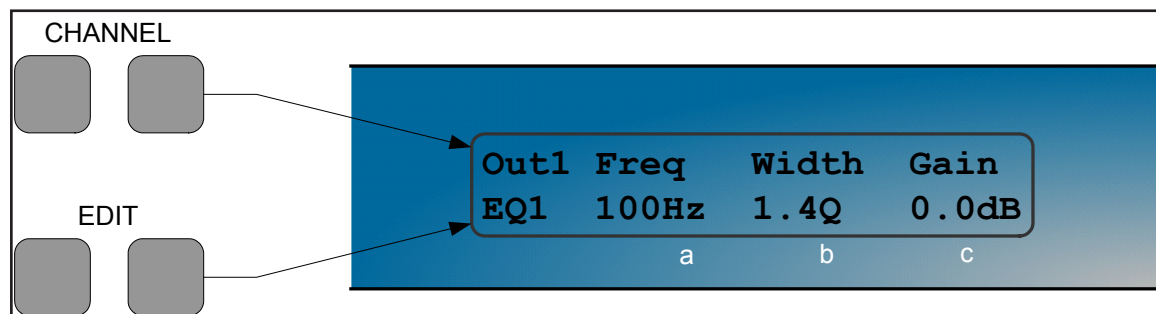 CHANNEL
Out1 Freq Width Gain
EQ1 100Hz 1.4Q 0.0dB
EDIT
a b c